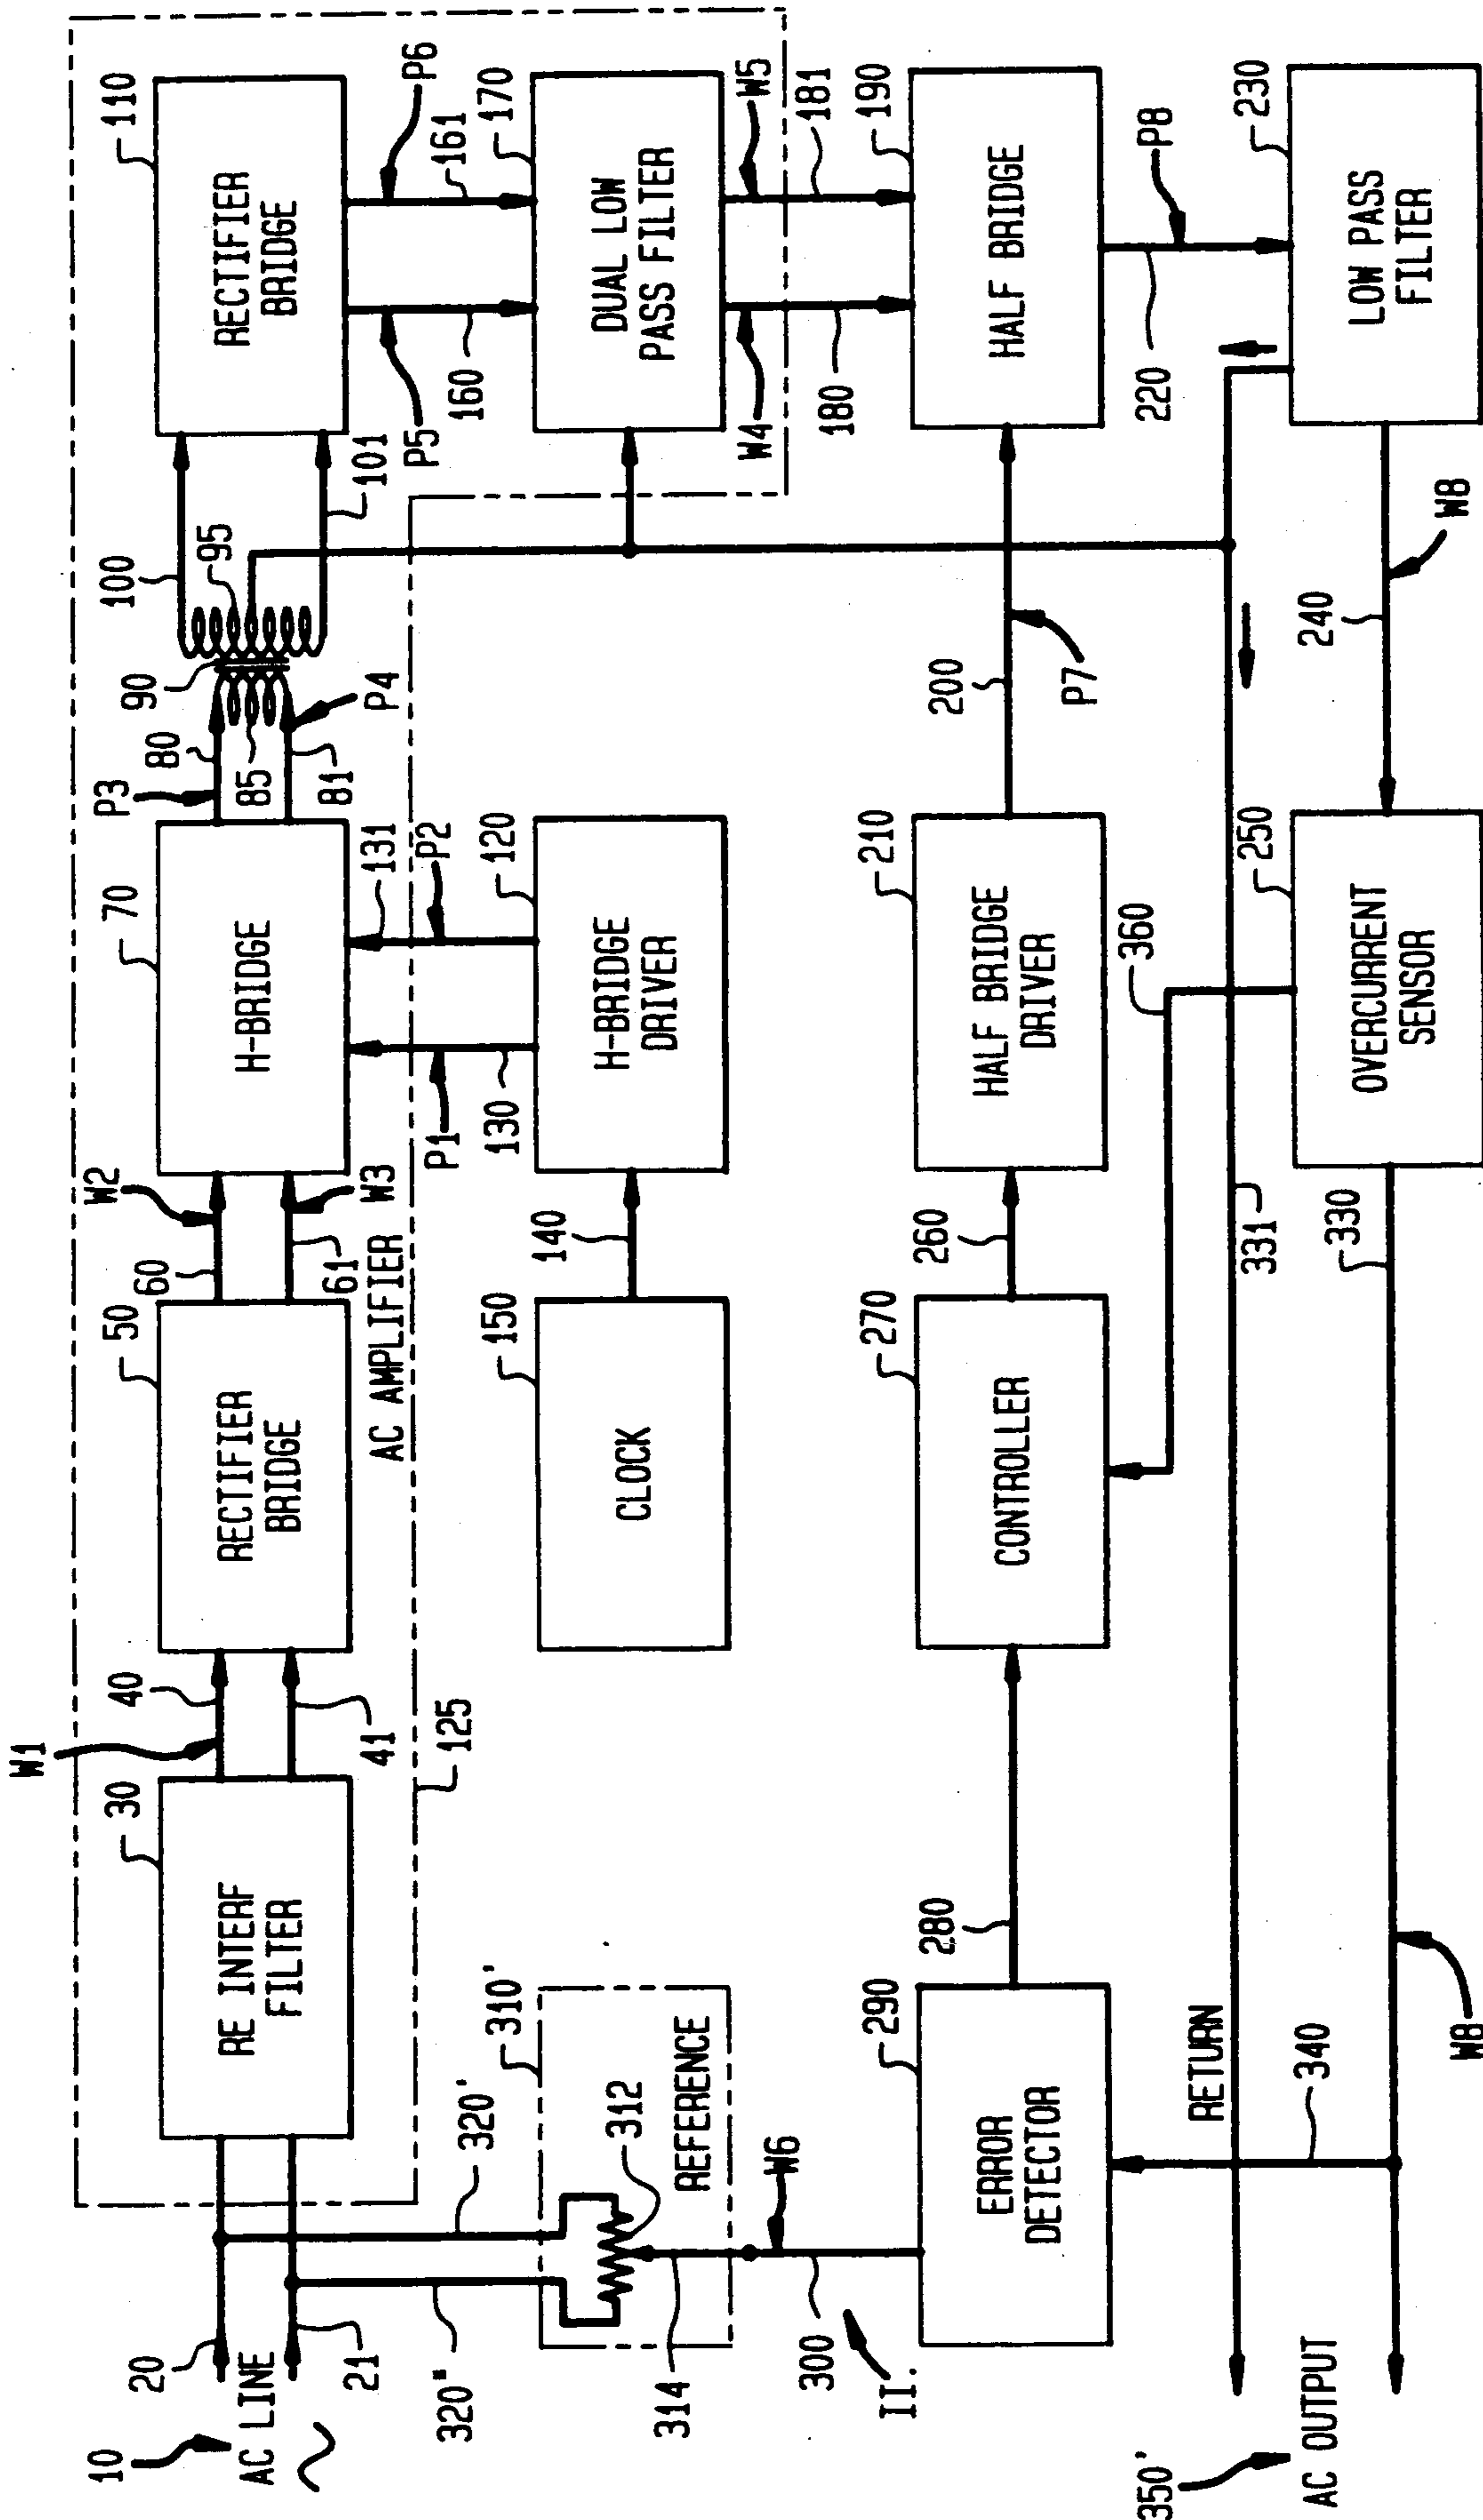 10
AC LINE
20
21
320"
320'
RE INTERF
FILTER
30
W1
40
41
125
RECTIFIER
BRIDGE
50
60
61
W2
W3
AC AMPLIFIER
H-BRIDGE
70
P3
80
85
81
P4
90
95
100
101
RECTIFIER
BRIDGE
110
P5
160
P6
161
310'
312
REFERENCE
314
W6
300
II.
CLOCK
150
140
H-BRIDGE
DRIVER
120
P1
130
131
P2
DUAL LOW
PASS FILTER
170
W4
180
W5
181
ERROR
DETECTOR
290
280
CONTROLLER
270
260
HALF BRIDGE
DRIVER
210
200
P7
HALF BRIDGE
190
220
P8
350'
AC OUTPUT
RETURN
340
W8
331
330
360
OVERCURRENT
SENSOR
250
240
W8
LOW PASS
FILTER
230